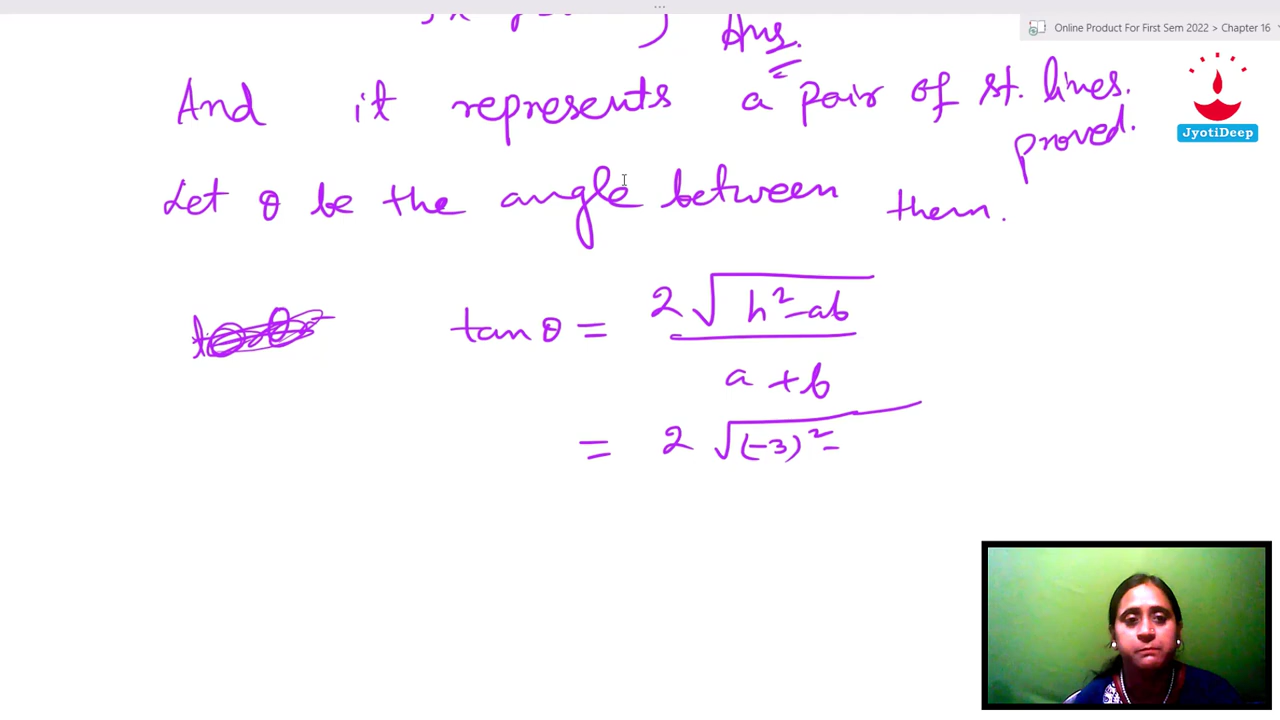 Online Product For First Sem 2022 > Chapter 16
Ans.
And it represents a pair of st. lines.
proved.
JyotiDeep
Let θ be the angle between them.
tan θ = 2√(h² - ab) / (a + b)
= 2 √(-3)² -